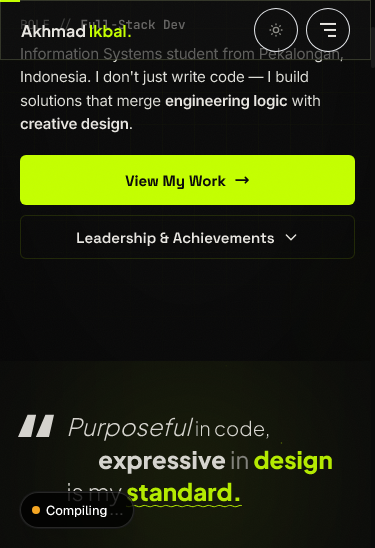 ROLE // Full-Stack Dev
Akhmad Ikbal.
Information Systems student from Pekalongan,
Indonesia. I don't just write code — I build
solutions that merge engineering logic with
creative design.
View My Work →
Leadership & Achievements
“Purposeful in code,
expressive in design
is my standard.
Compiling...